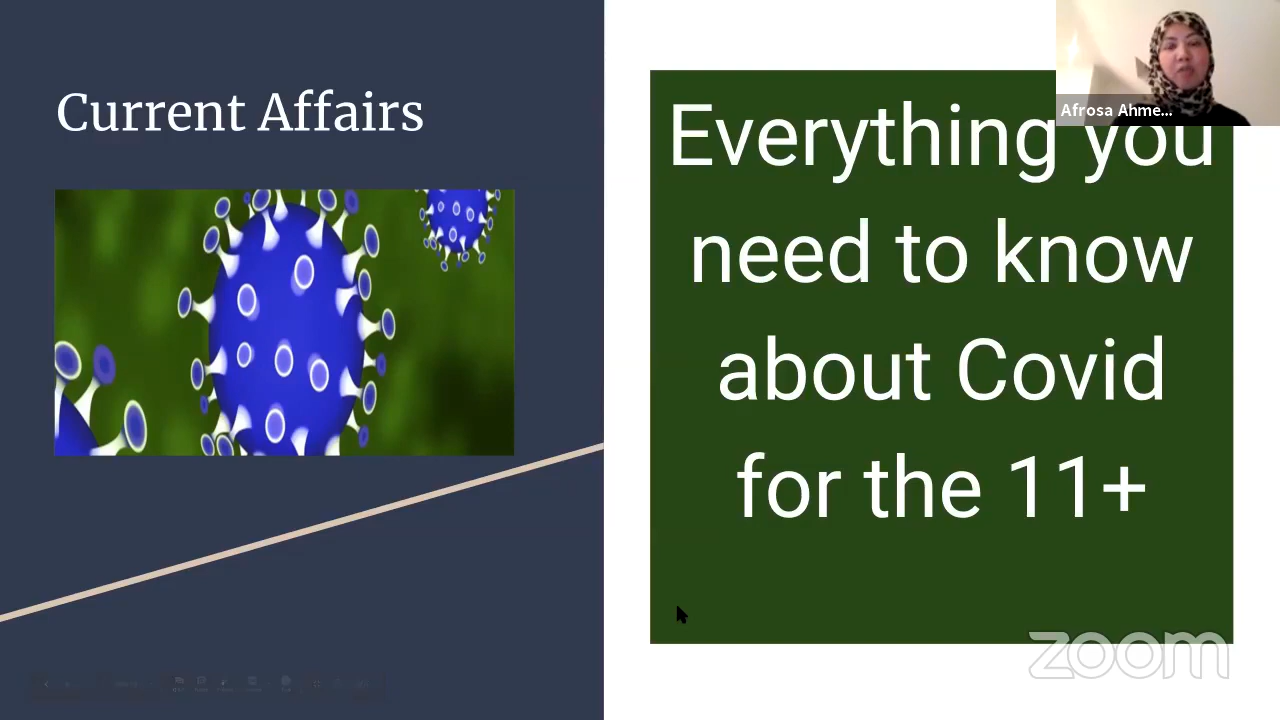 Current Affairs
Everything you
need to know
about Covid
for the 11+
Afrosa Ahme...
zoom